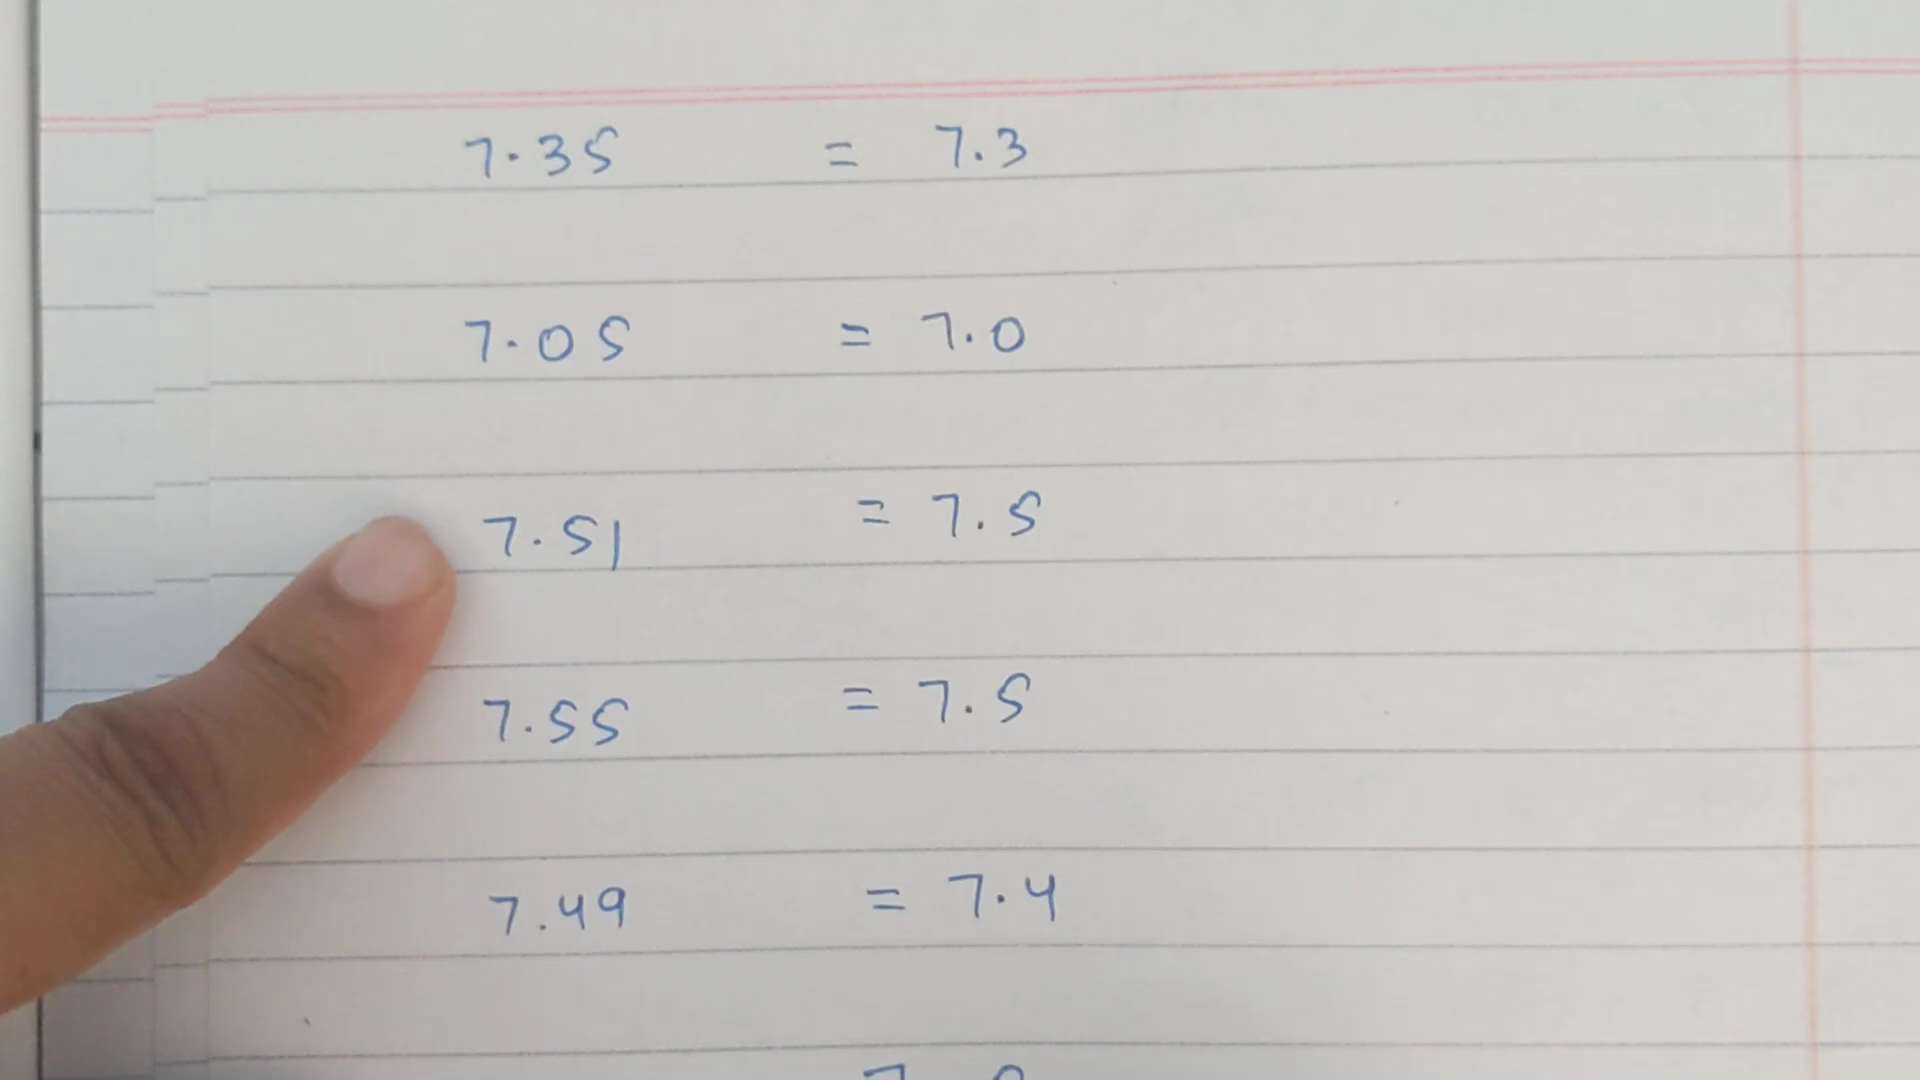 7.35 = 7.3
7.05 = 7.0
7.51 = 7.5
7.55 = 7.5
7.49 = 7.4